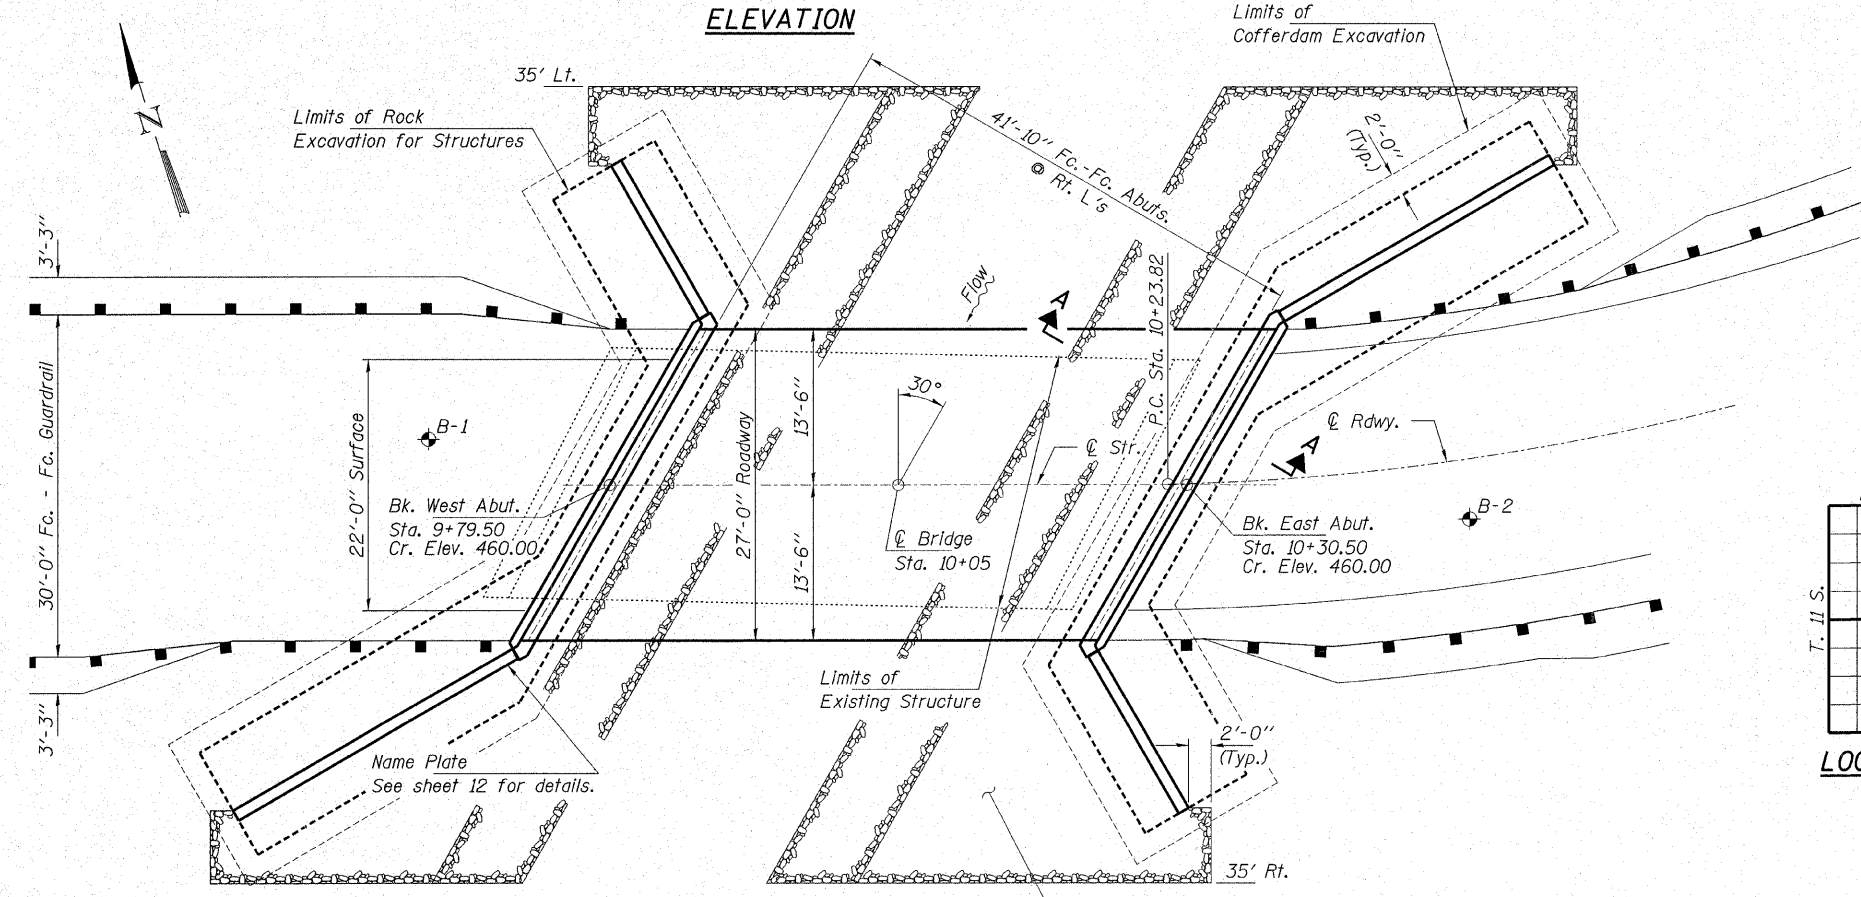 ELEVATION
Limits of
Cofferdam Excavation
35' Lt.
N
Limits of Rock
Excavation for Structures
41'-10" Fc.-Fc. Abuts.
@ Rt. L's
2'-0"
(Typ.)
3'-3"
Flow
A
P.C. Sta. 10+23.82
30'-0" Fc. - Fc. Guardrail
22'-0" Surface
B-1
27'-0" Roadway
13'-6"
30°
℄ Str.
℄ Rdwy.
A
Bk. West Abut.
Sta. 9+79.50
Cr. Elev. 460.00
13'-6"
℄ Bridge
Sta. 10+05
Bk. East Abut.
Sta. 10+30.50
Cr. Elev. 460.00
B-2
T. 11 S.
Limits of
Existing Structure
3'-3"
Name Plate
See sheet 12 for details.
2'-0"
(Typ.)
LOC
35' Rt.